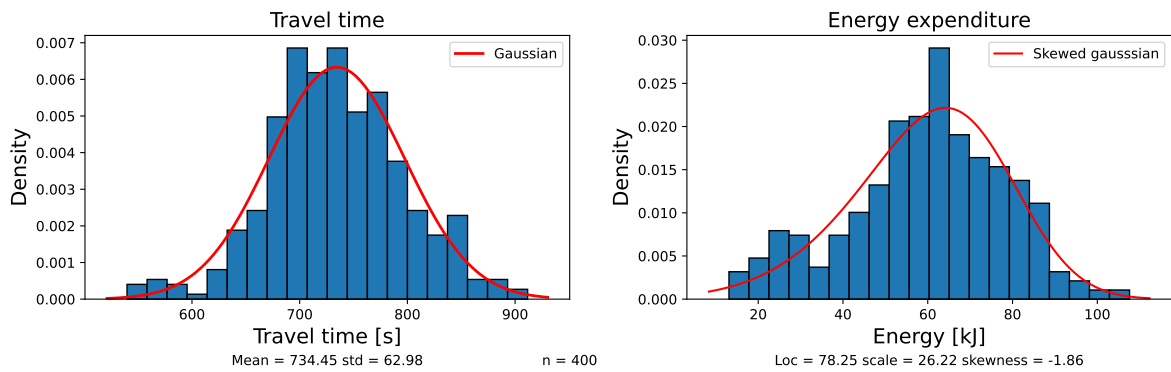 Travel time
0.007
0.006
0.005
0.004
0.003
0.002
0.001
0.000
Density
Gaussian
600
700
800
900
Travel time [s]
Mean = 734.45 std = 62.98
n = 400
Energy expenditure
0.030
0.025
0.020
0.015
0.010
0.005
0.000
Density
Skewed gausssian
20
40
60
80
100
Energy [kJ]
Loc = 78.25 scale = 26.22 skewness = -1.86